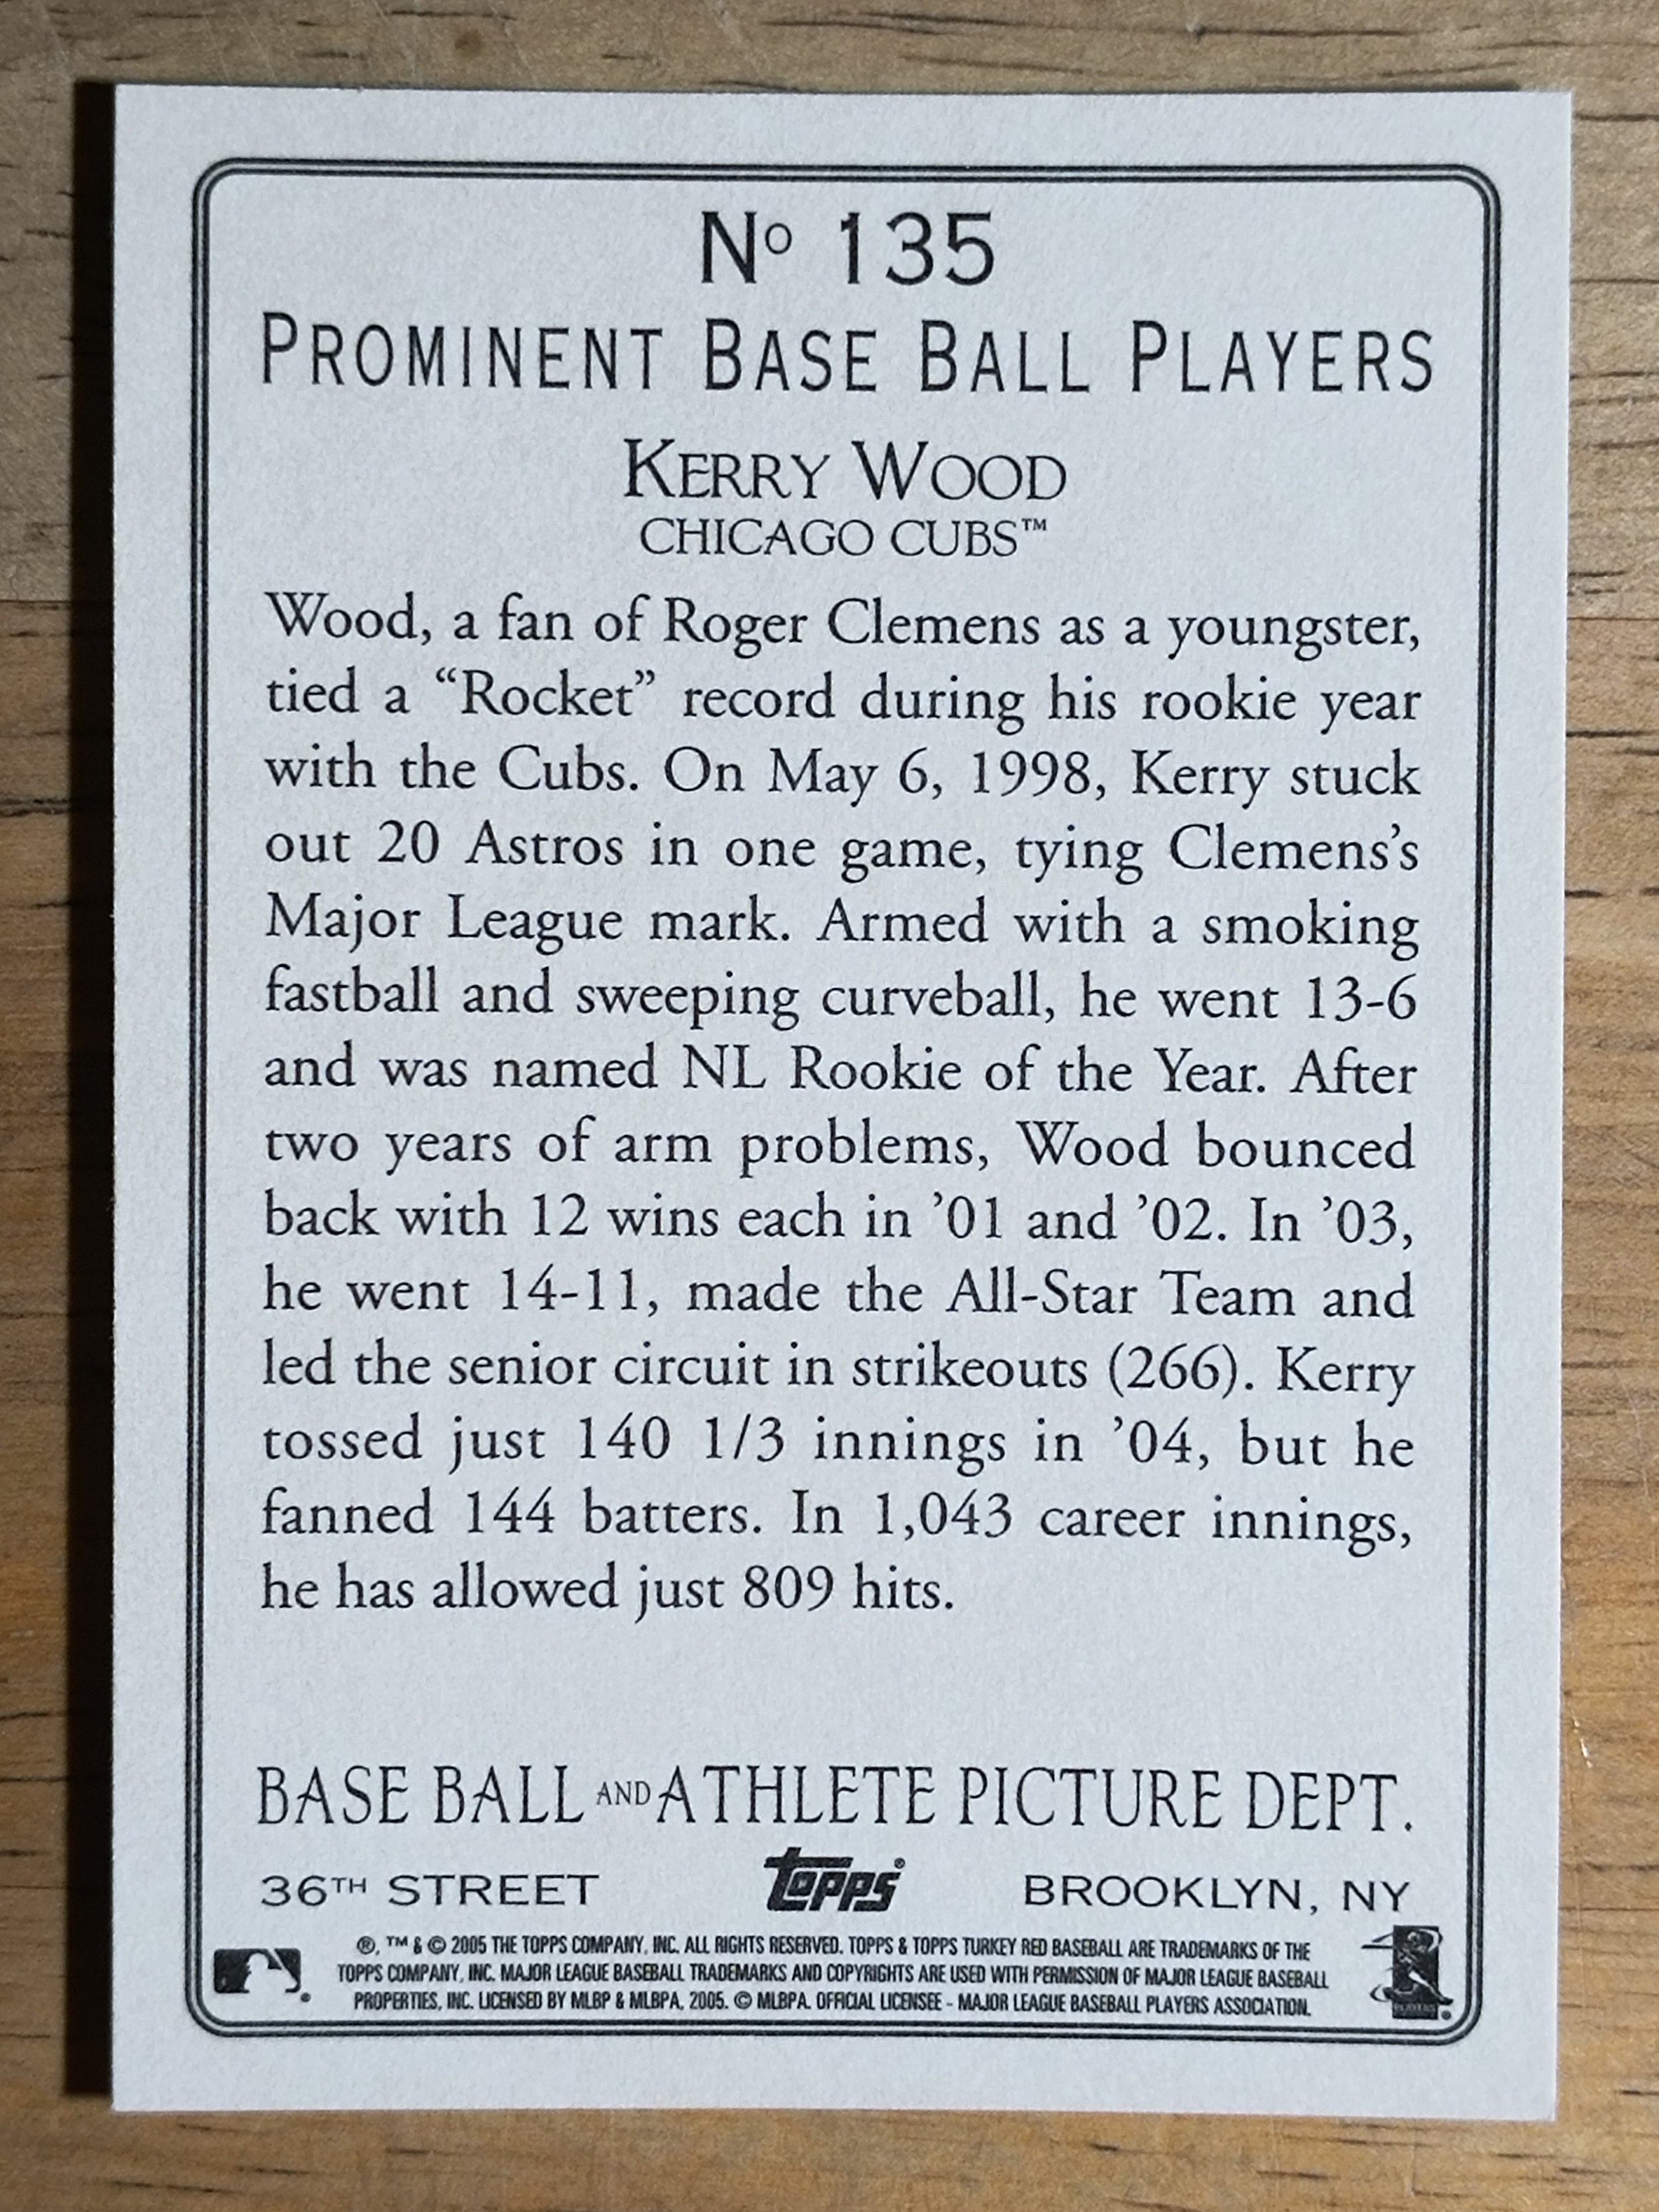 Nº 135
PROMINENT BASE BALL PLAYERS
KERRY WOOD
CHICAGO CUBS™
Wood, a fan of Roger Clemens as a youngster,
tied a “Rocket” record during his rookie year
with the Cubs. On May 6, 1998, Kerry stuck
out 20 Astros in one game, tying Clemens’s
Major League mark. Armed with a smoking
fastball and sweeping curveball, he went 13-6
and was named NL Rookie of the Year. After
two years of arm problems, Wood bounced
back with 12 wins each in ’01 and ’02. In ’03,
he went 14-11, made the All-Star Team and
led the senior circuit in strikeouts (266). Kerry
tossed just 140 1/3 innings in ’04, but he
fanned 144 batters. In 1,043 career innings,
he has allowed just 809 hits.
BASE BALL AND ATHLETE PICTURE DEPT.
36TH STREET Topps® BROOKLYN, NY
®, ™ & © 2005 THE TOPPS COMPANY, INC. ALL RIGHTS RESERVED. TOPPS & TOPPS TURKEY RED BASEBALL ARE TRADEMARKS OF THE
TOPPS COMPANY, INC. MAJOR LEAGUE BASEBALL TRADEMARKS AND COPYRIGHTS ARE USED WITH PERMISSION OF MAJOR LEAGUE BASEBALL
PROPERTIES, INC. LICENSED BY MLBP & MLBPA, 2005. © MLBPA. OFFICIAL LICENSEE - MAJOR LEAGUE BASEBALL PLAYERS ASSOCIATION.
PLAYERS